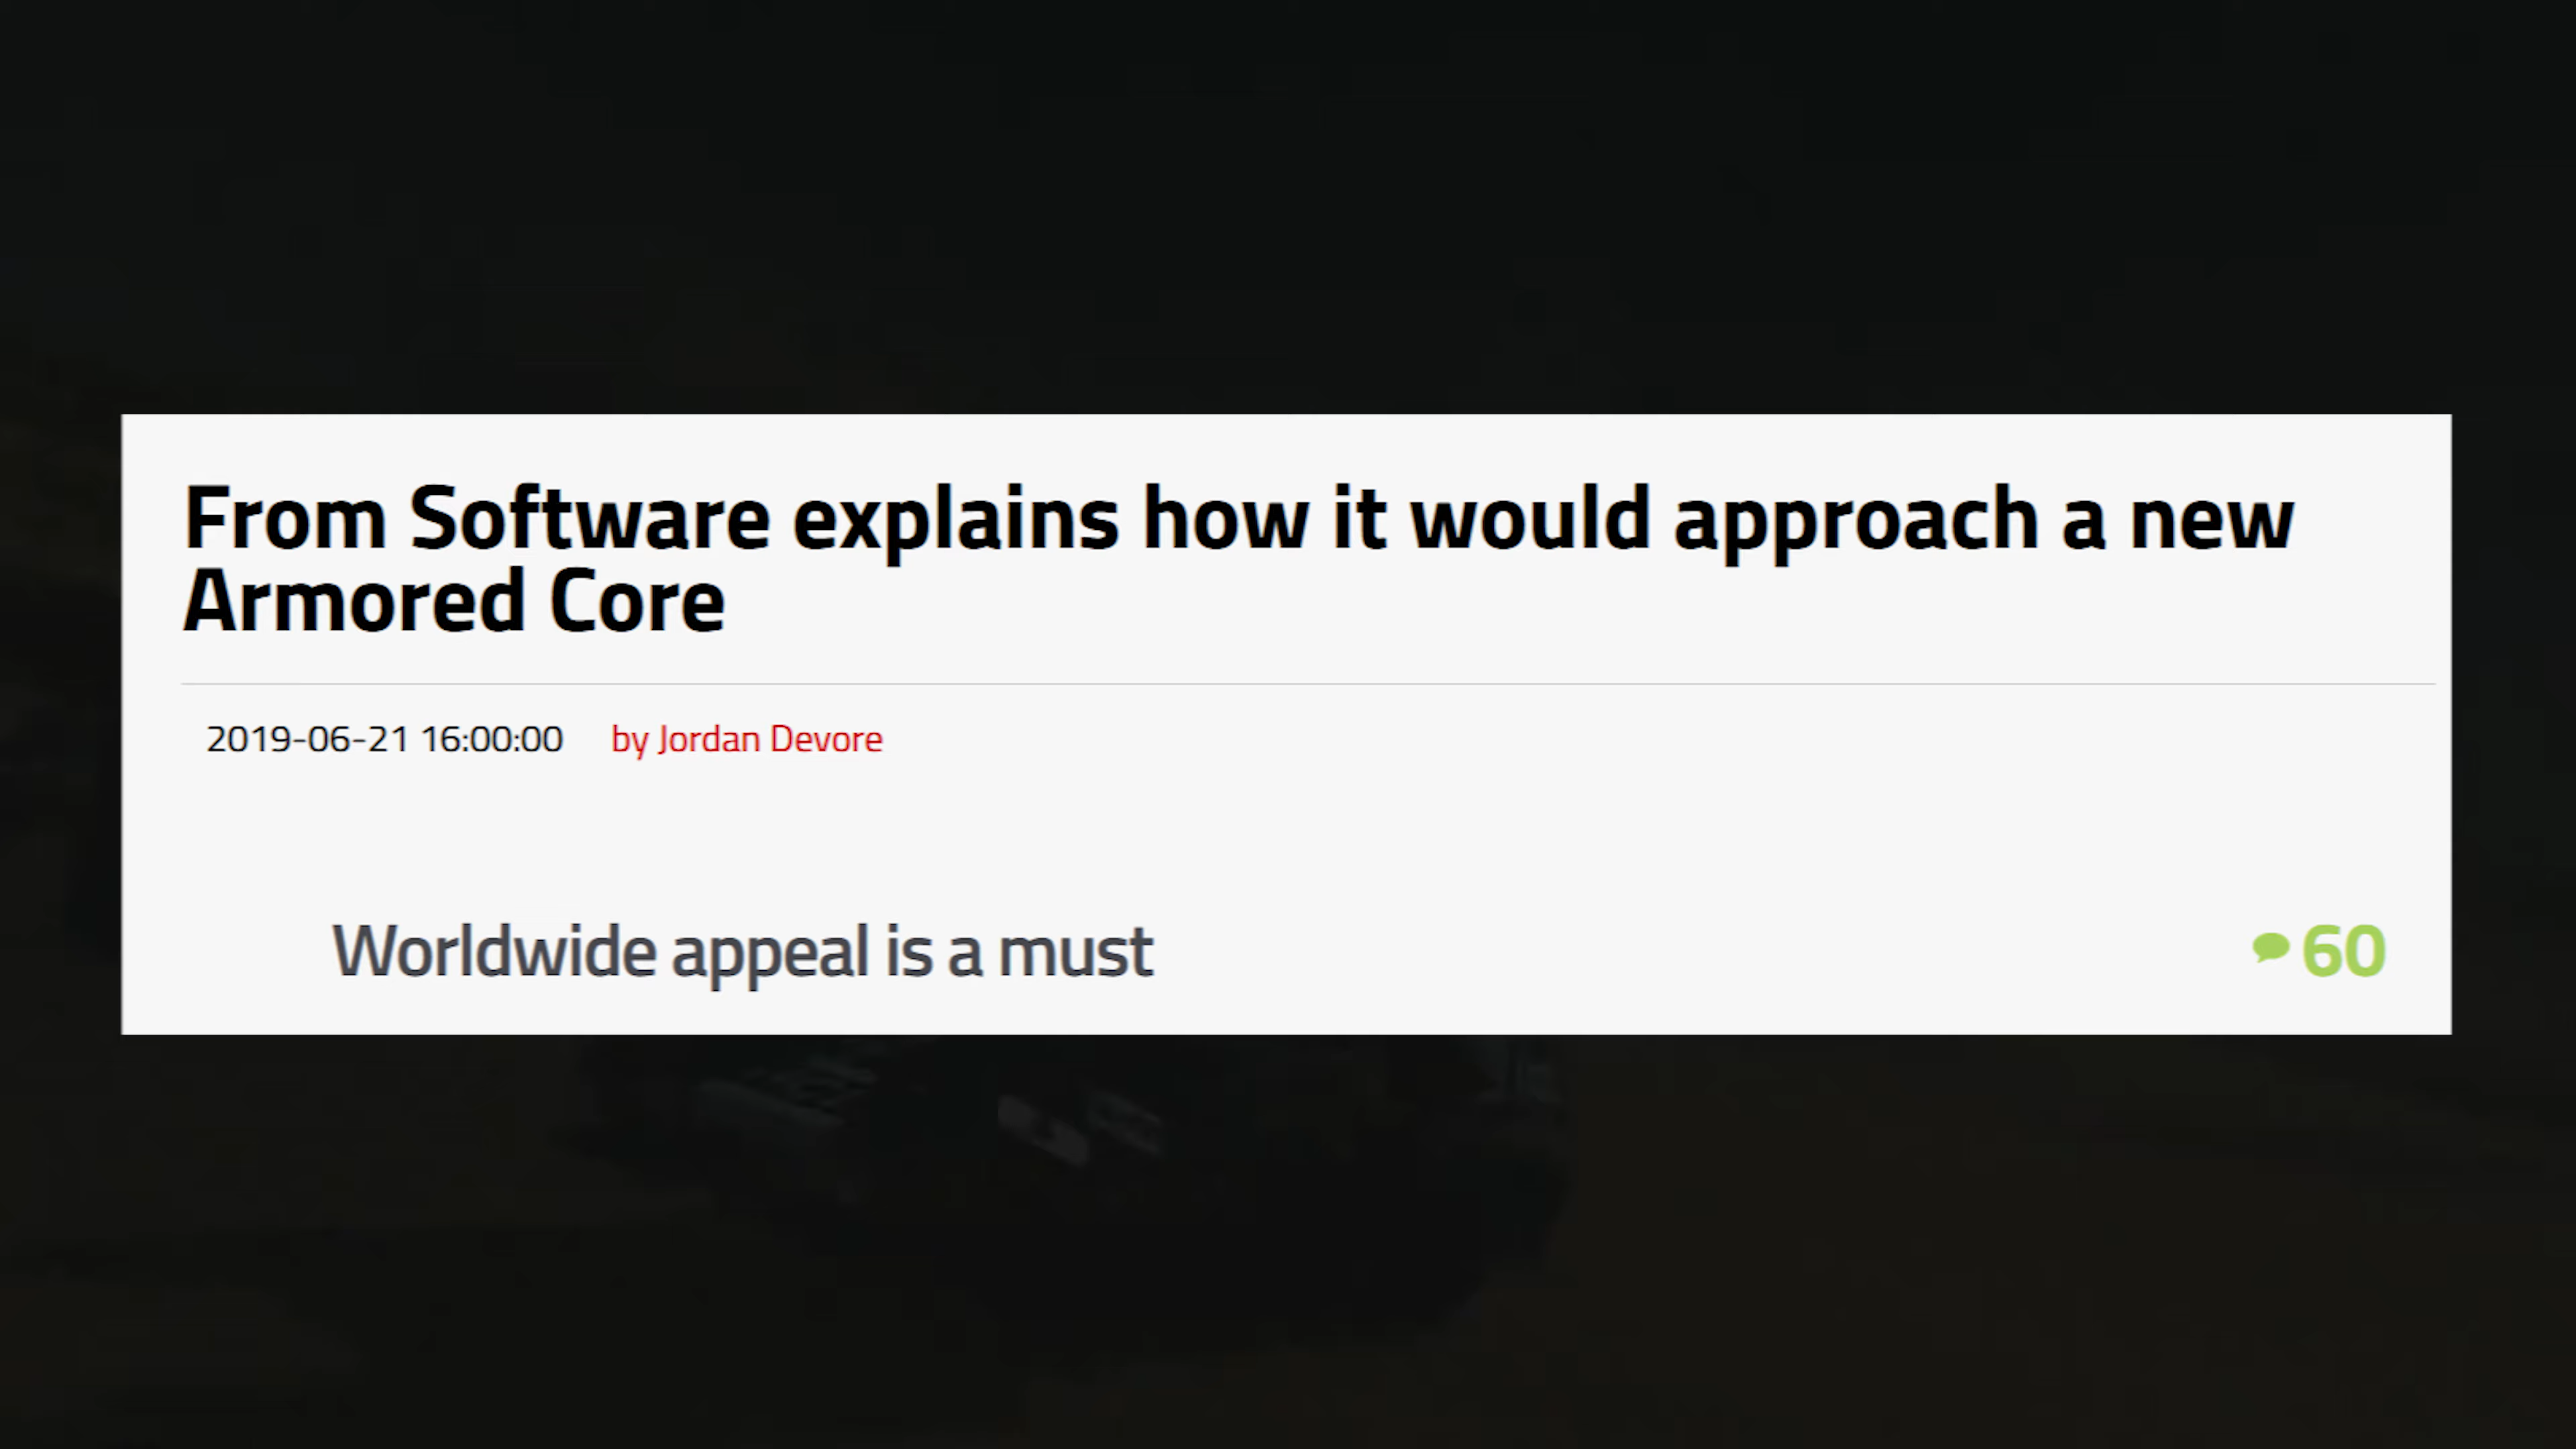 From Software explains how it would approach a new
Armored Core
2019-06-21 16:00:00 by Jordan Devore
Worldwide appeal is a must
60